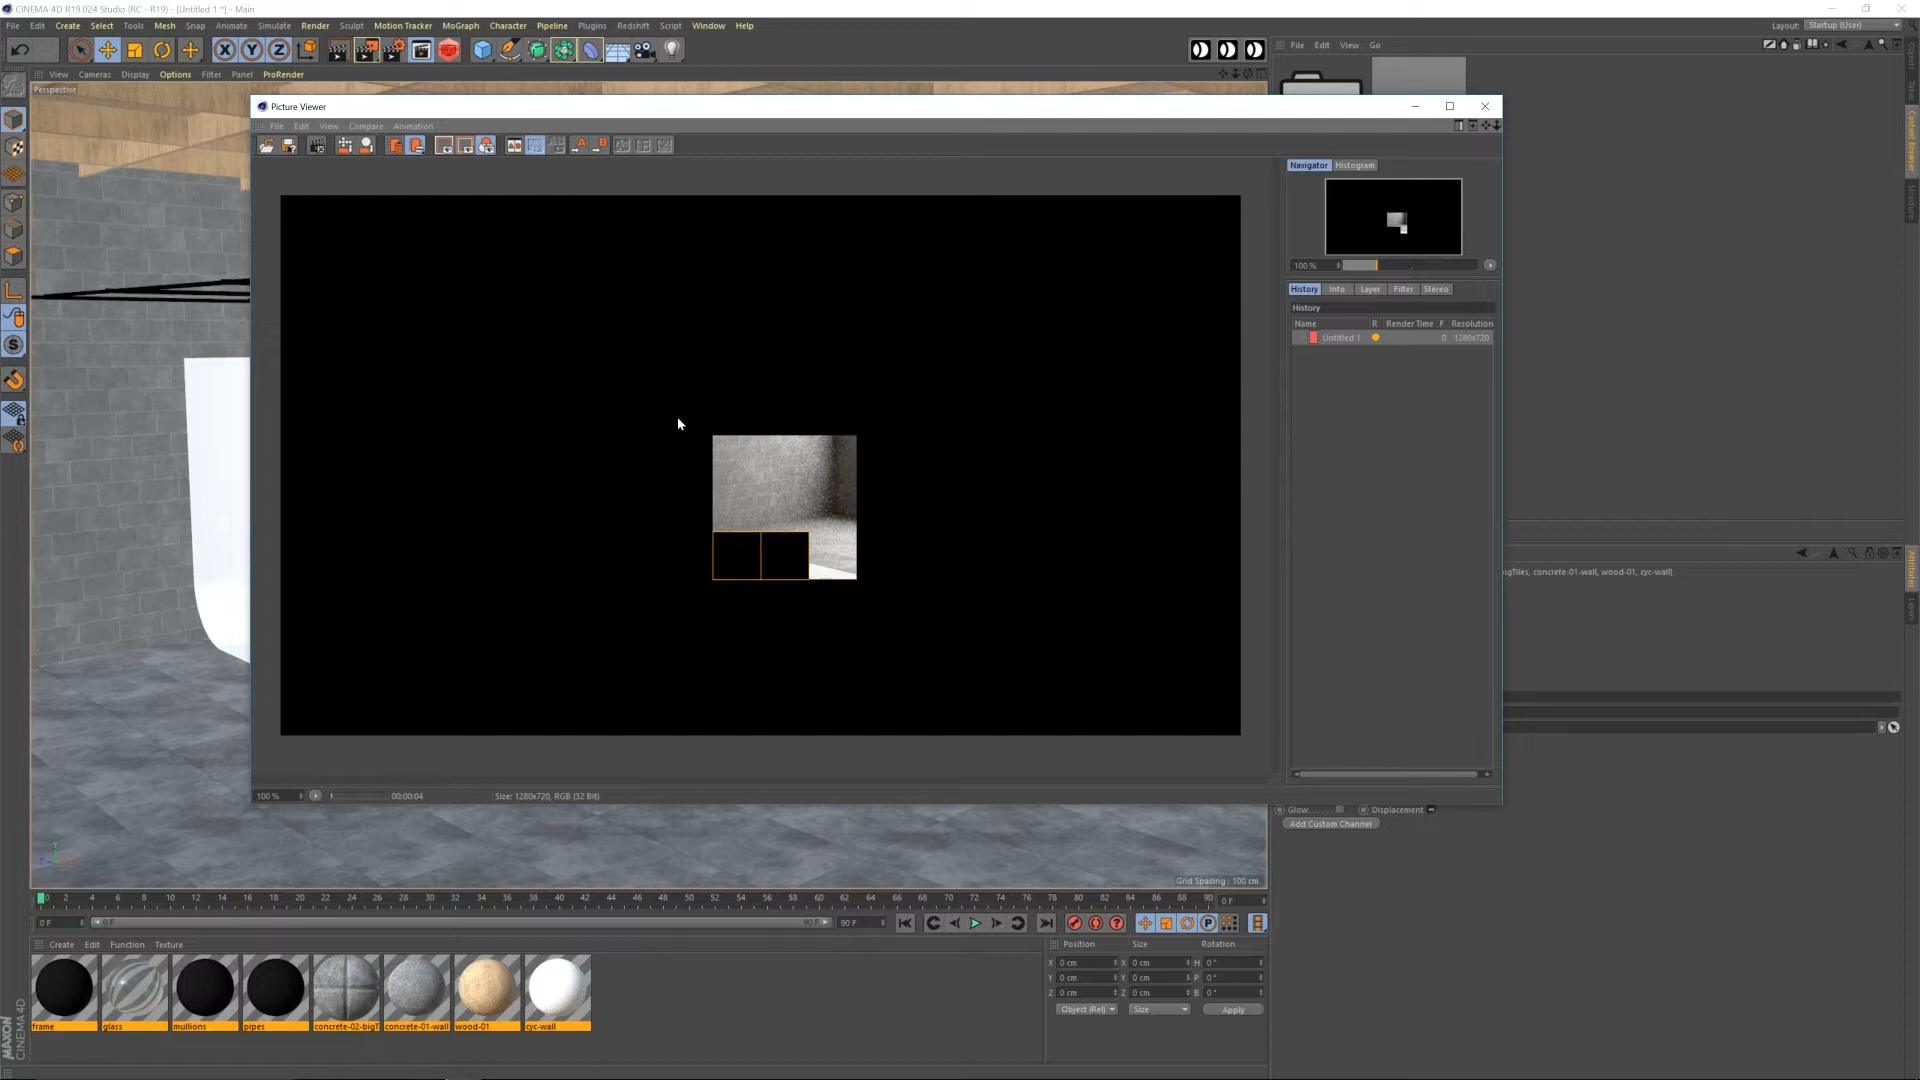 CINEMA 4D R19.024 Studio (RC - R19) - [Untitled 1 *] - Main
File Edit Create Select Tools Mesh Snap Animate Simulate Render Sculpt Motion Tracker MoGraph Character Pipeline Plugins Redshift Script Window Help
Layout: Startup (User)
X Y Z
File Edit View Go
View Cameras Display Options Filter Panel ProRender
Perspective
Picture Viewer
File Edit View Compare Animation
Navigator Histogram
100 %
History Info Layer Filter Stereo
History
Name R Render Time F Resolution
Untitled 1 0 1280x720
Objects
Takes
Content Browser
Structure
Attributes
Layers
igTiles, concrete-01-wall, wood-01, cyc-wall]
100 % 00:00:04 Size: 1280x720, RGB (32 Bit)
Glow Displacement
Add Custom Channel
Grid Spacing : 100 cm
0 2 4 6 8 10 12 14 16 18 20 22 24 26 28 30 32 34 36 38 40 42 44 46 48 50 52 54 56 58 60 62 64 66 68 70 72 74 76 78 80 82 84 86 88 90 0 F
0 F 0 F 90 F 90 F
Create Edit Function Texture
Position Size Rotation
X 0 cm X 0 cm H 0 °
Y 0 cm Y 0 cm P 0 °
Z 0 cm Z 0 cm B 0 °
Object (Rel) Size Apply
frame glass mullions pipes concrete-02-bigT concrete-01-wall wood-01 cyc-wall
MAXON
CINEMA 4D